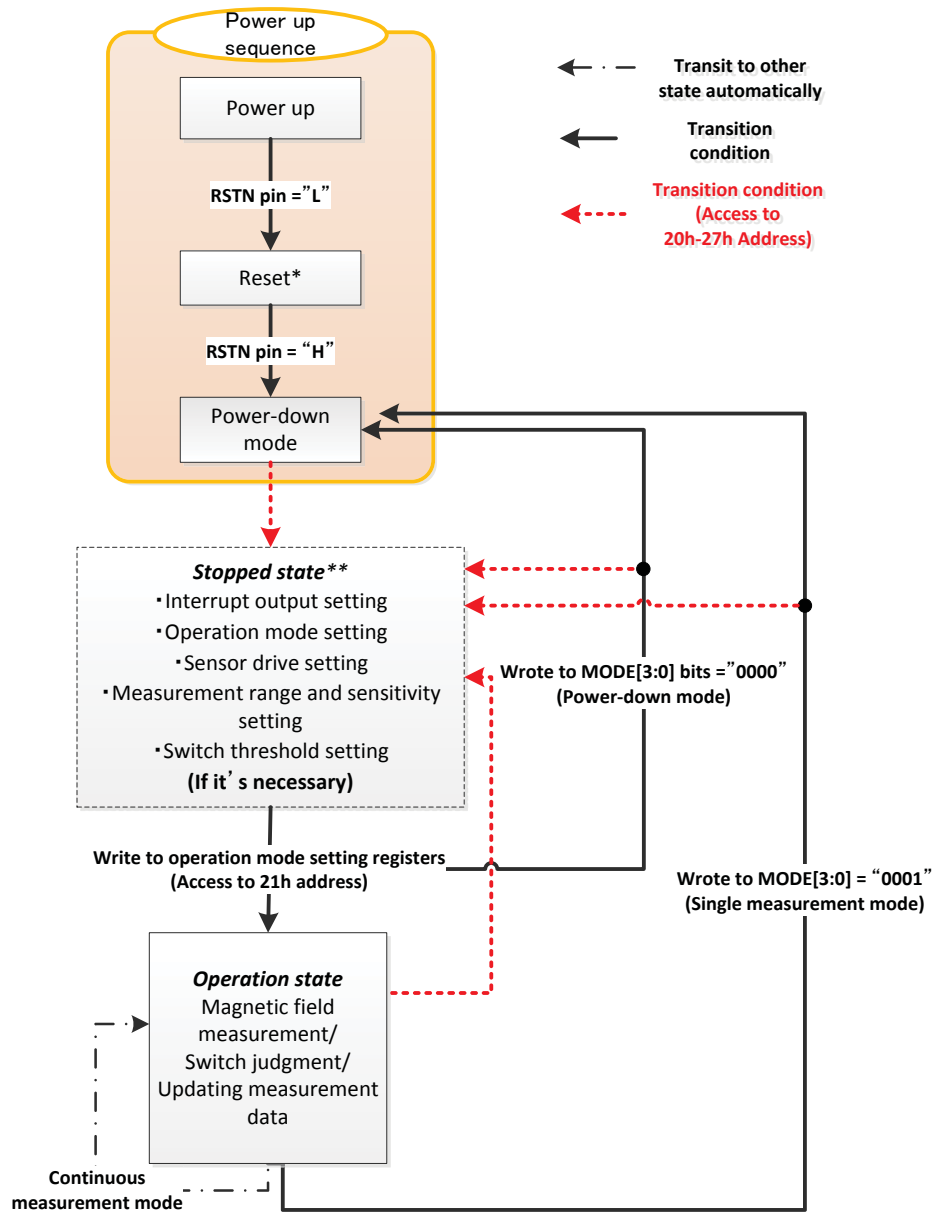 Power up
sequence
Power up
RSTN pin =”L”
Reset*
RSTN pin = “H”
Power-down
mode
Transit to other
state automatically
Transition
condition
Transition condition
(Access to
20h-27h Address)
Stopped state**
・Interrupt output setting
・Operation mode setting
・Sensor drive setting
・Measurement range and sensitivity
setting
・Switch threshold setting
(If it’s necessary)
Wrote to MODE[3:0] bits =”0000”
(Power-down mode)
Write to operation mode setting registers
(Access to 21h address)
Wrote to MODE[3:0] = “0001”
(Single measurement mode)
Operation state
Magnetic field
measurement/
Switch judgment/
Updating measurement
data
Continuous
measurement mode